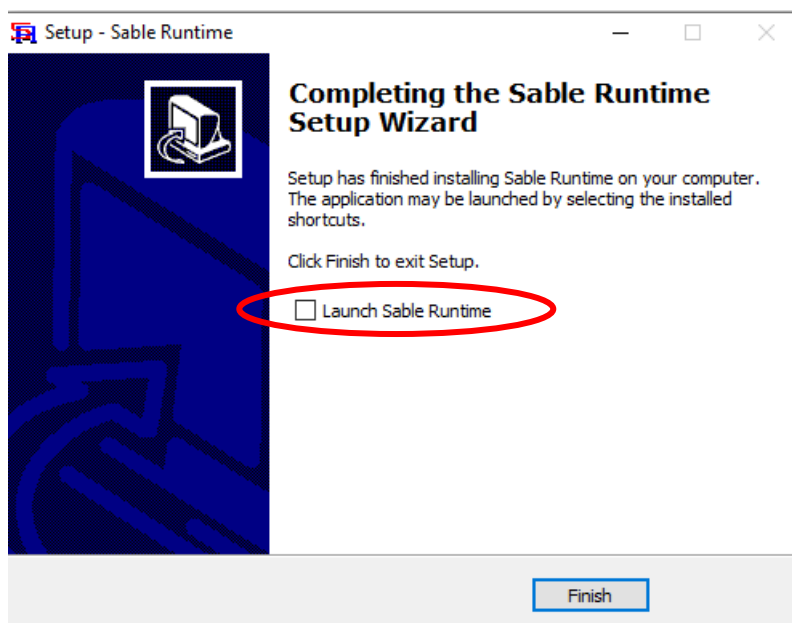 Setup - Sable Runtime
Completing the Sable Runtime
Setup Wizard
Setup has finished installing Sable Runtime on your computer.
The application may be launched by selecting the installed
shortcuts.
Click Finish to exit Setup.
Launch Sable Runtime
Finish